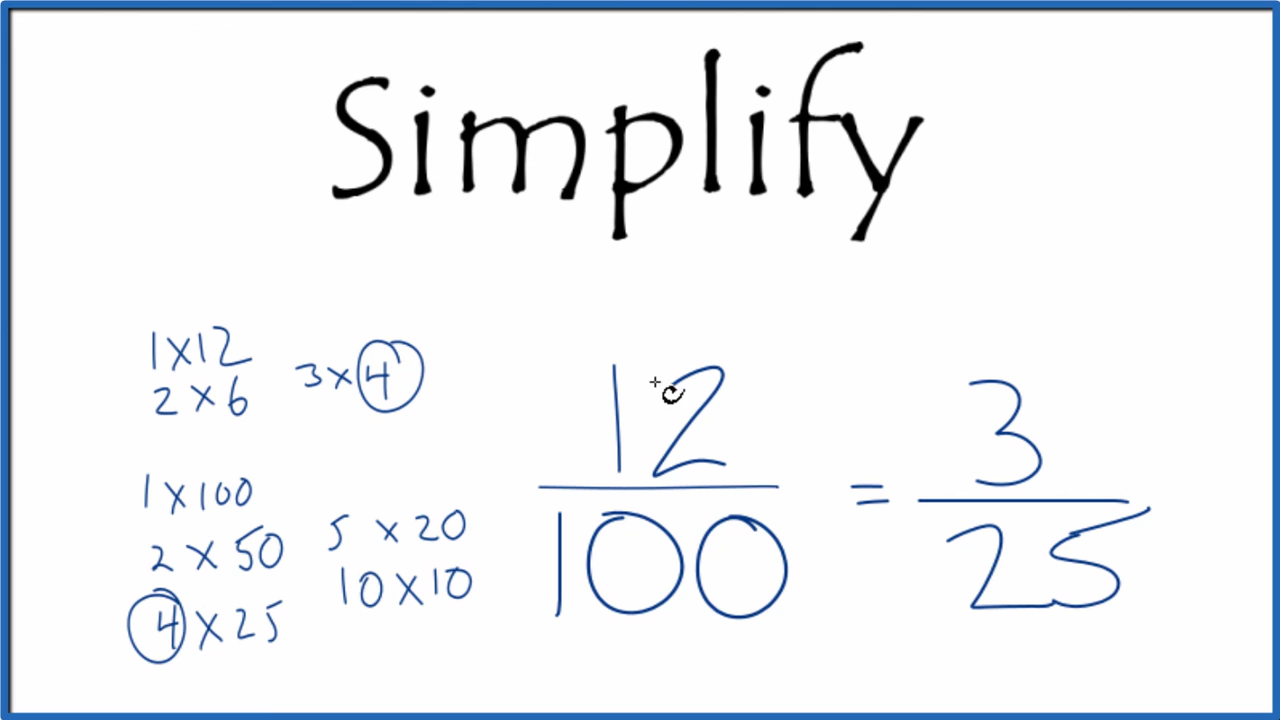 Simplify
1x12
2x6
3x4
1x100
2x50
4x25
5x20
10x10
12/100 = 3/25